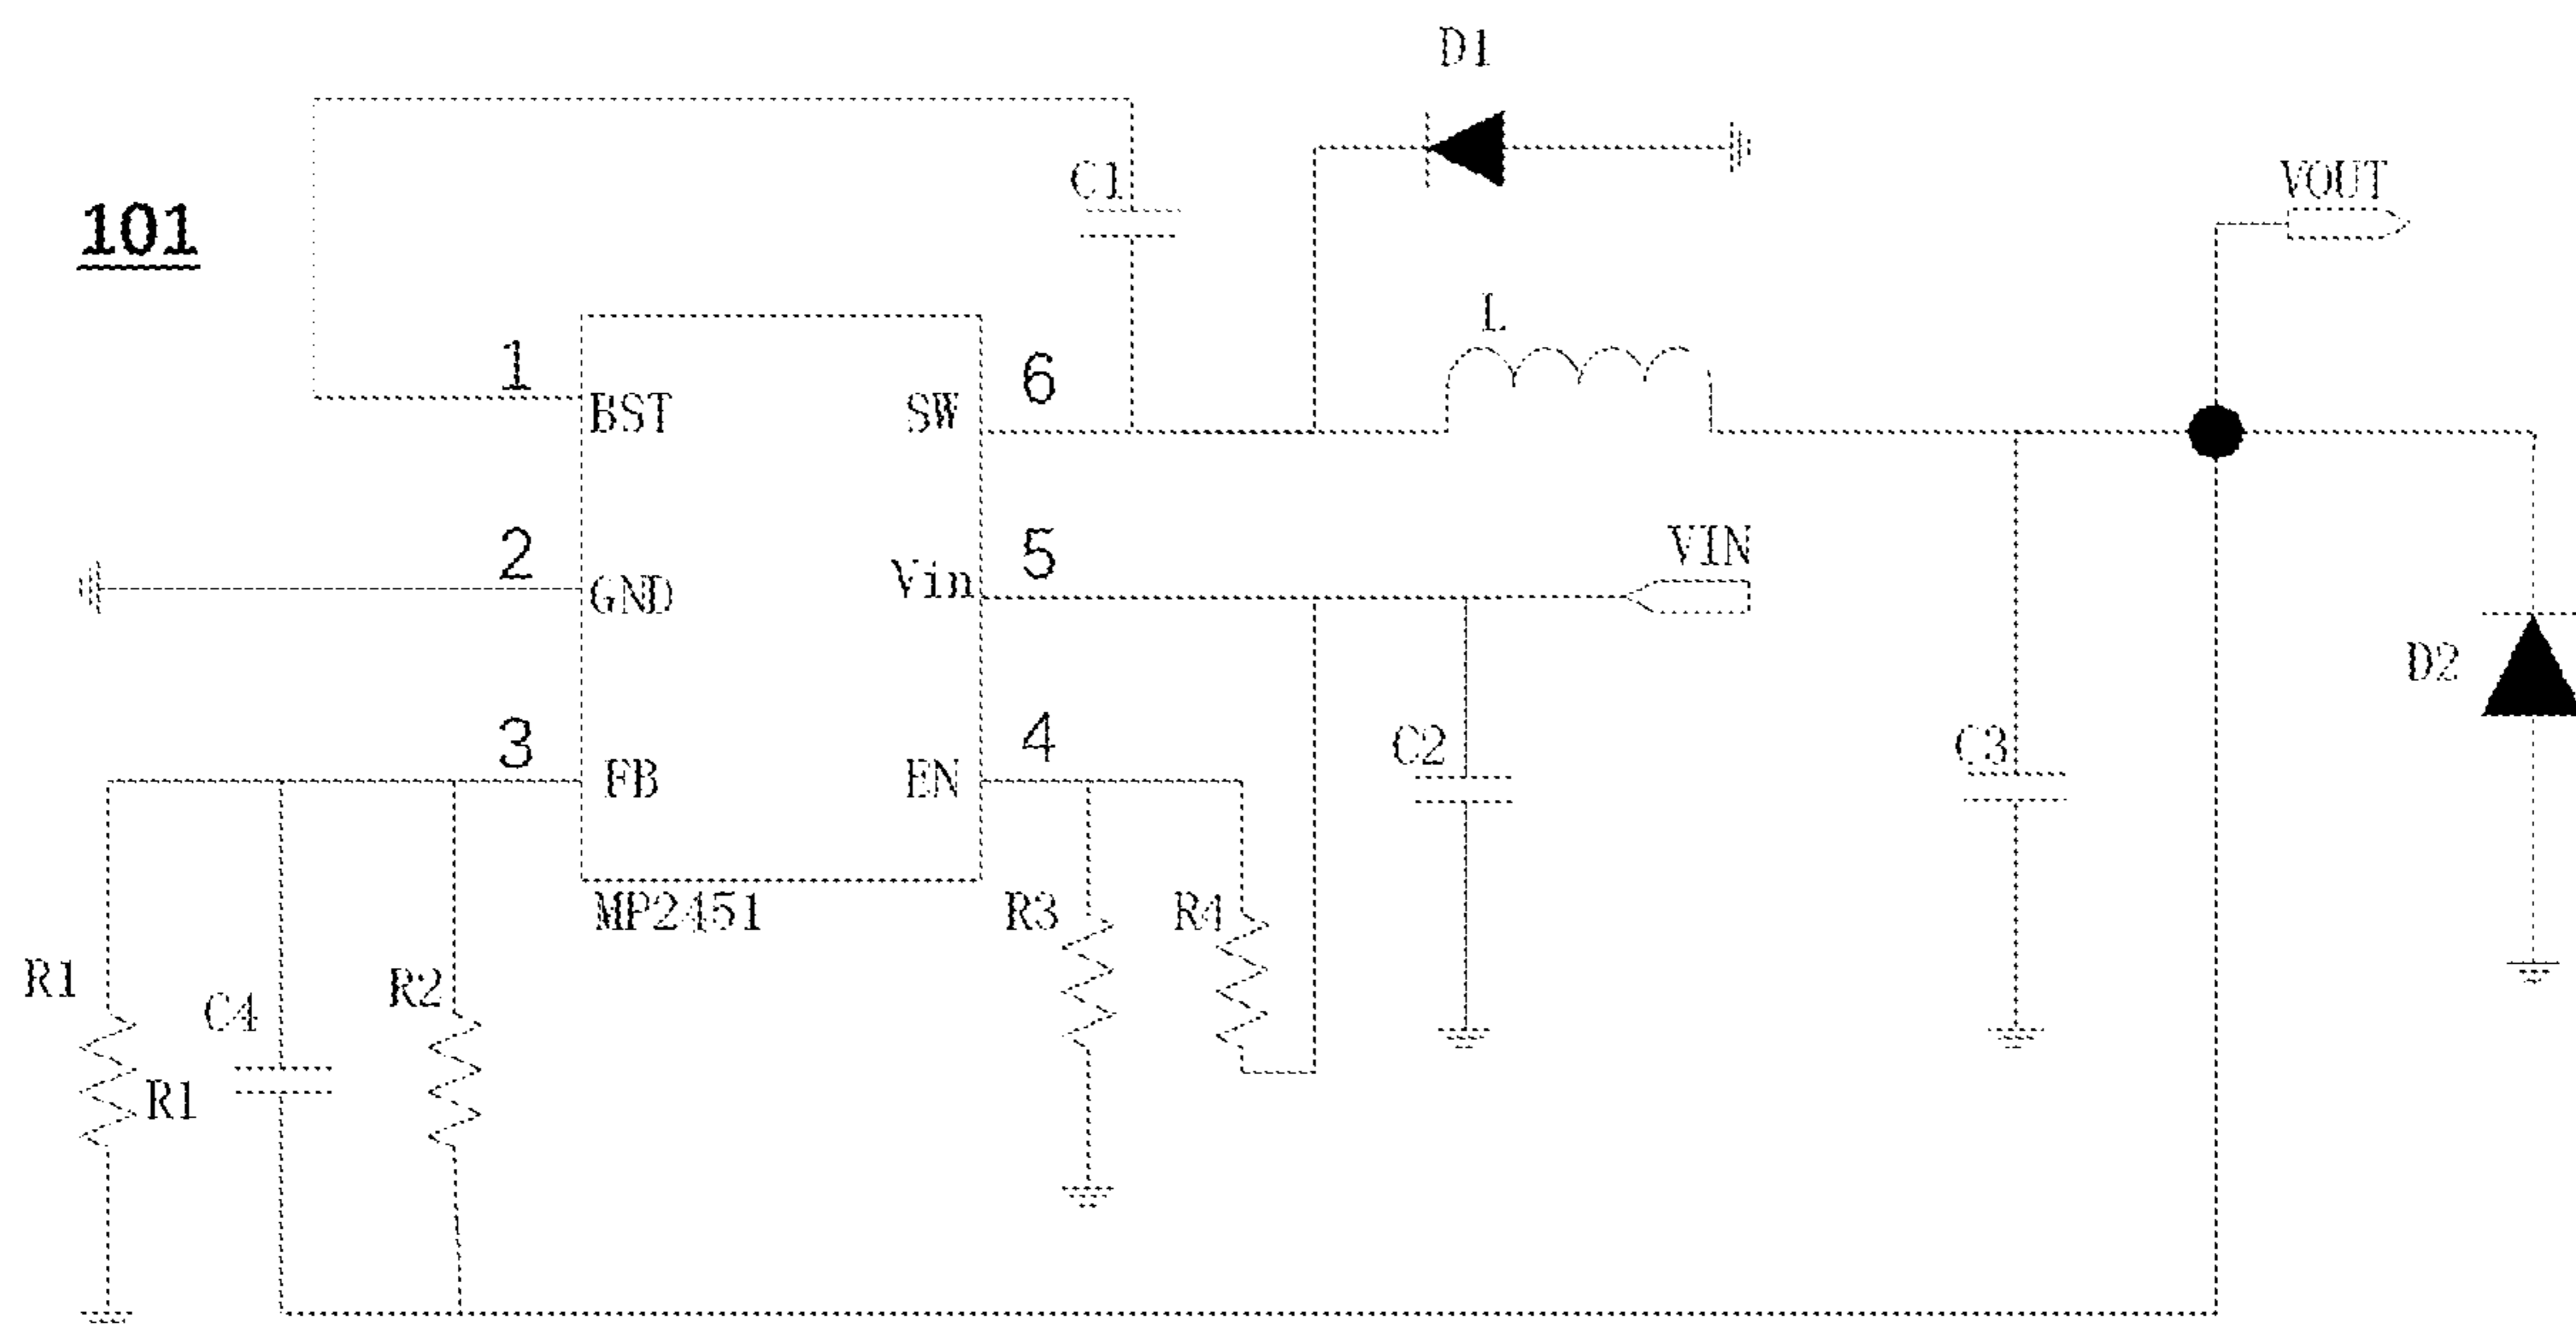 D1
C1
VOUT
101
L
1
6
BST
SW
2
5
VIN
GND
Vin
3
4
D2
FB
EN
C2
C3
MP2451
R3
R4
R1
C4
R2
R1